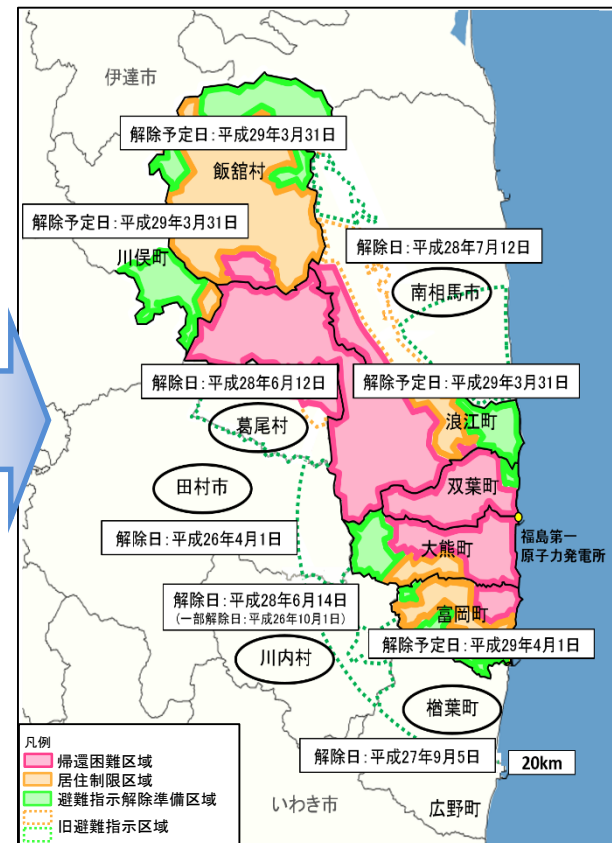 伊達市
解除予定日：平成29年3月31日
飯舘村
解除予定日：平成29年3月31日
川俣町
解除日：平成28年7月12日
南相馬市
解除日：平成28年6月12日
解除予定日：平成29年3月31日
葛尾村
浪江町
田村市
双葉町
解除日：平成26年4月1日
大熊町
福島第一
原子力発電所
解除日：平成28年6月14日
（一部解除日：平成26年10月1日）
富岡町
解除予定日：平成29年4月1日
川内村
楢葉町
解除日：平成27年9月5日
20km
凡例
帰還困難区域
居住制限区域
避難指示解除準備区域
旧避難指示区域
いわき市
広野町